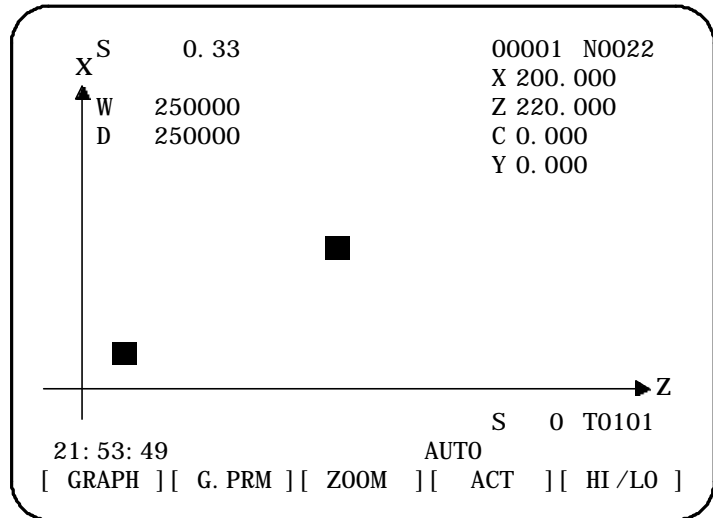 S 0.33 00001 N0022
X
X 200.000
W 250000 Z 220.000
D 250000 C 0.000
Y 0.000
Z
S 0 T0101
21:53:49 AUTO
[ GRAPH ][ G.PRM ][ ZOOM ][ ACT ][ HI/LO ]